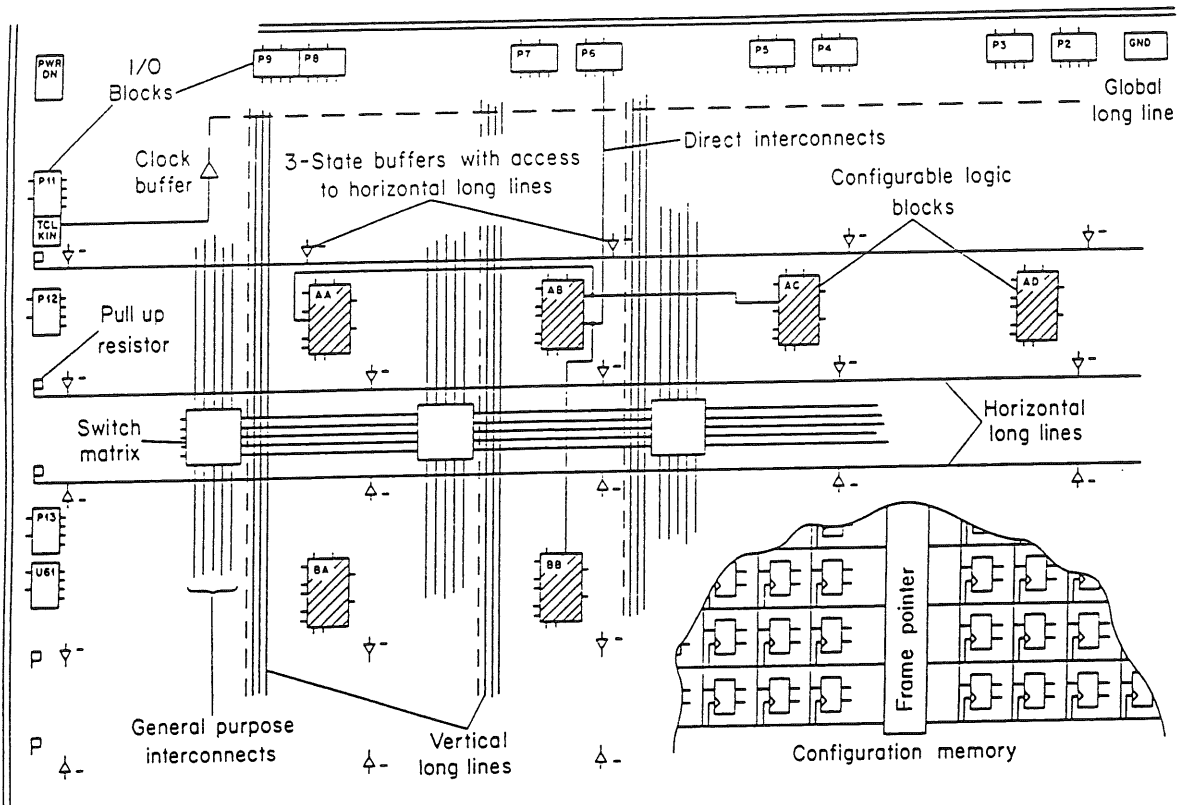 PWR
DN
I/O
Blocks
P9
P8
P7
P6
P5
P4
P3
P2
GND
Global
long line
Direct interconnects
3-State buffers with access
to horizontal long lines
Clock
buffer
Configurable logic
blocks
P11
TCL
KIN
P12
AA
AB
AC
AD
Pull up
resistor
Switch
matrix
Horizontal
long lines
P13
U61
BA
BB
P
P
General purpose
interconnects
Vertical
long lines
Frame pointer
Configuration memory